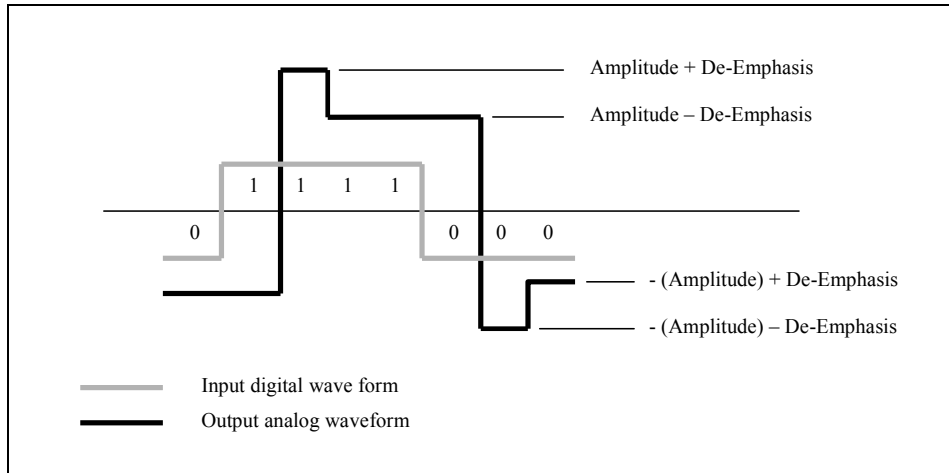 Amplitude + De-Emphasis
Amplitude – De-Emphasis
1 1 1 1
0 0 0 0
- (Amplitude) + De-Emphasis
- (Amplitude) – De-Emphasis
Input digital wave form
Output analog waveform